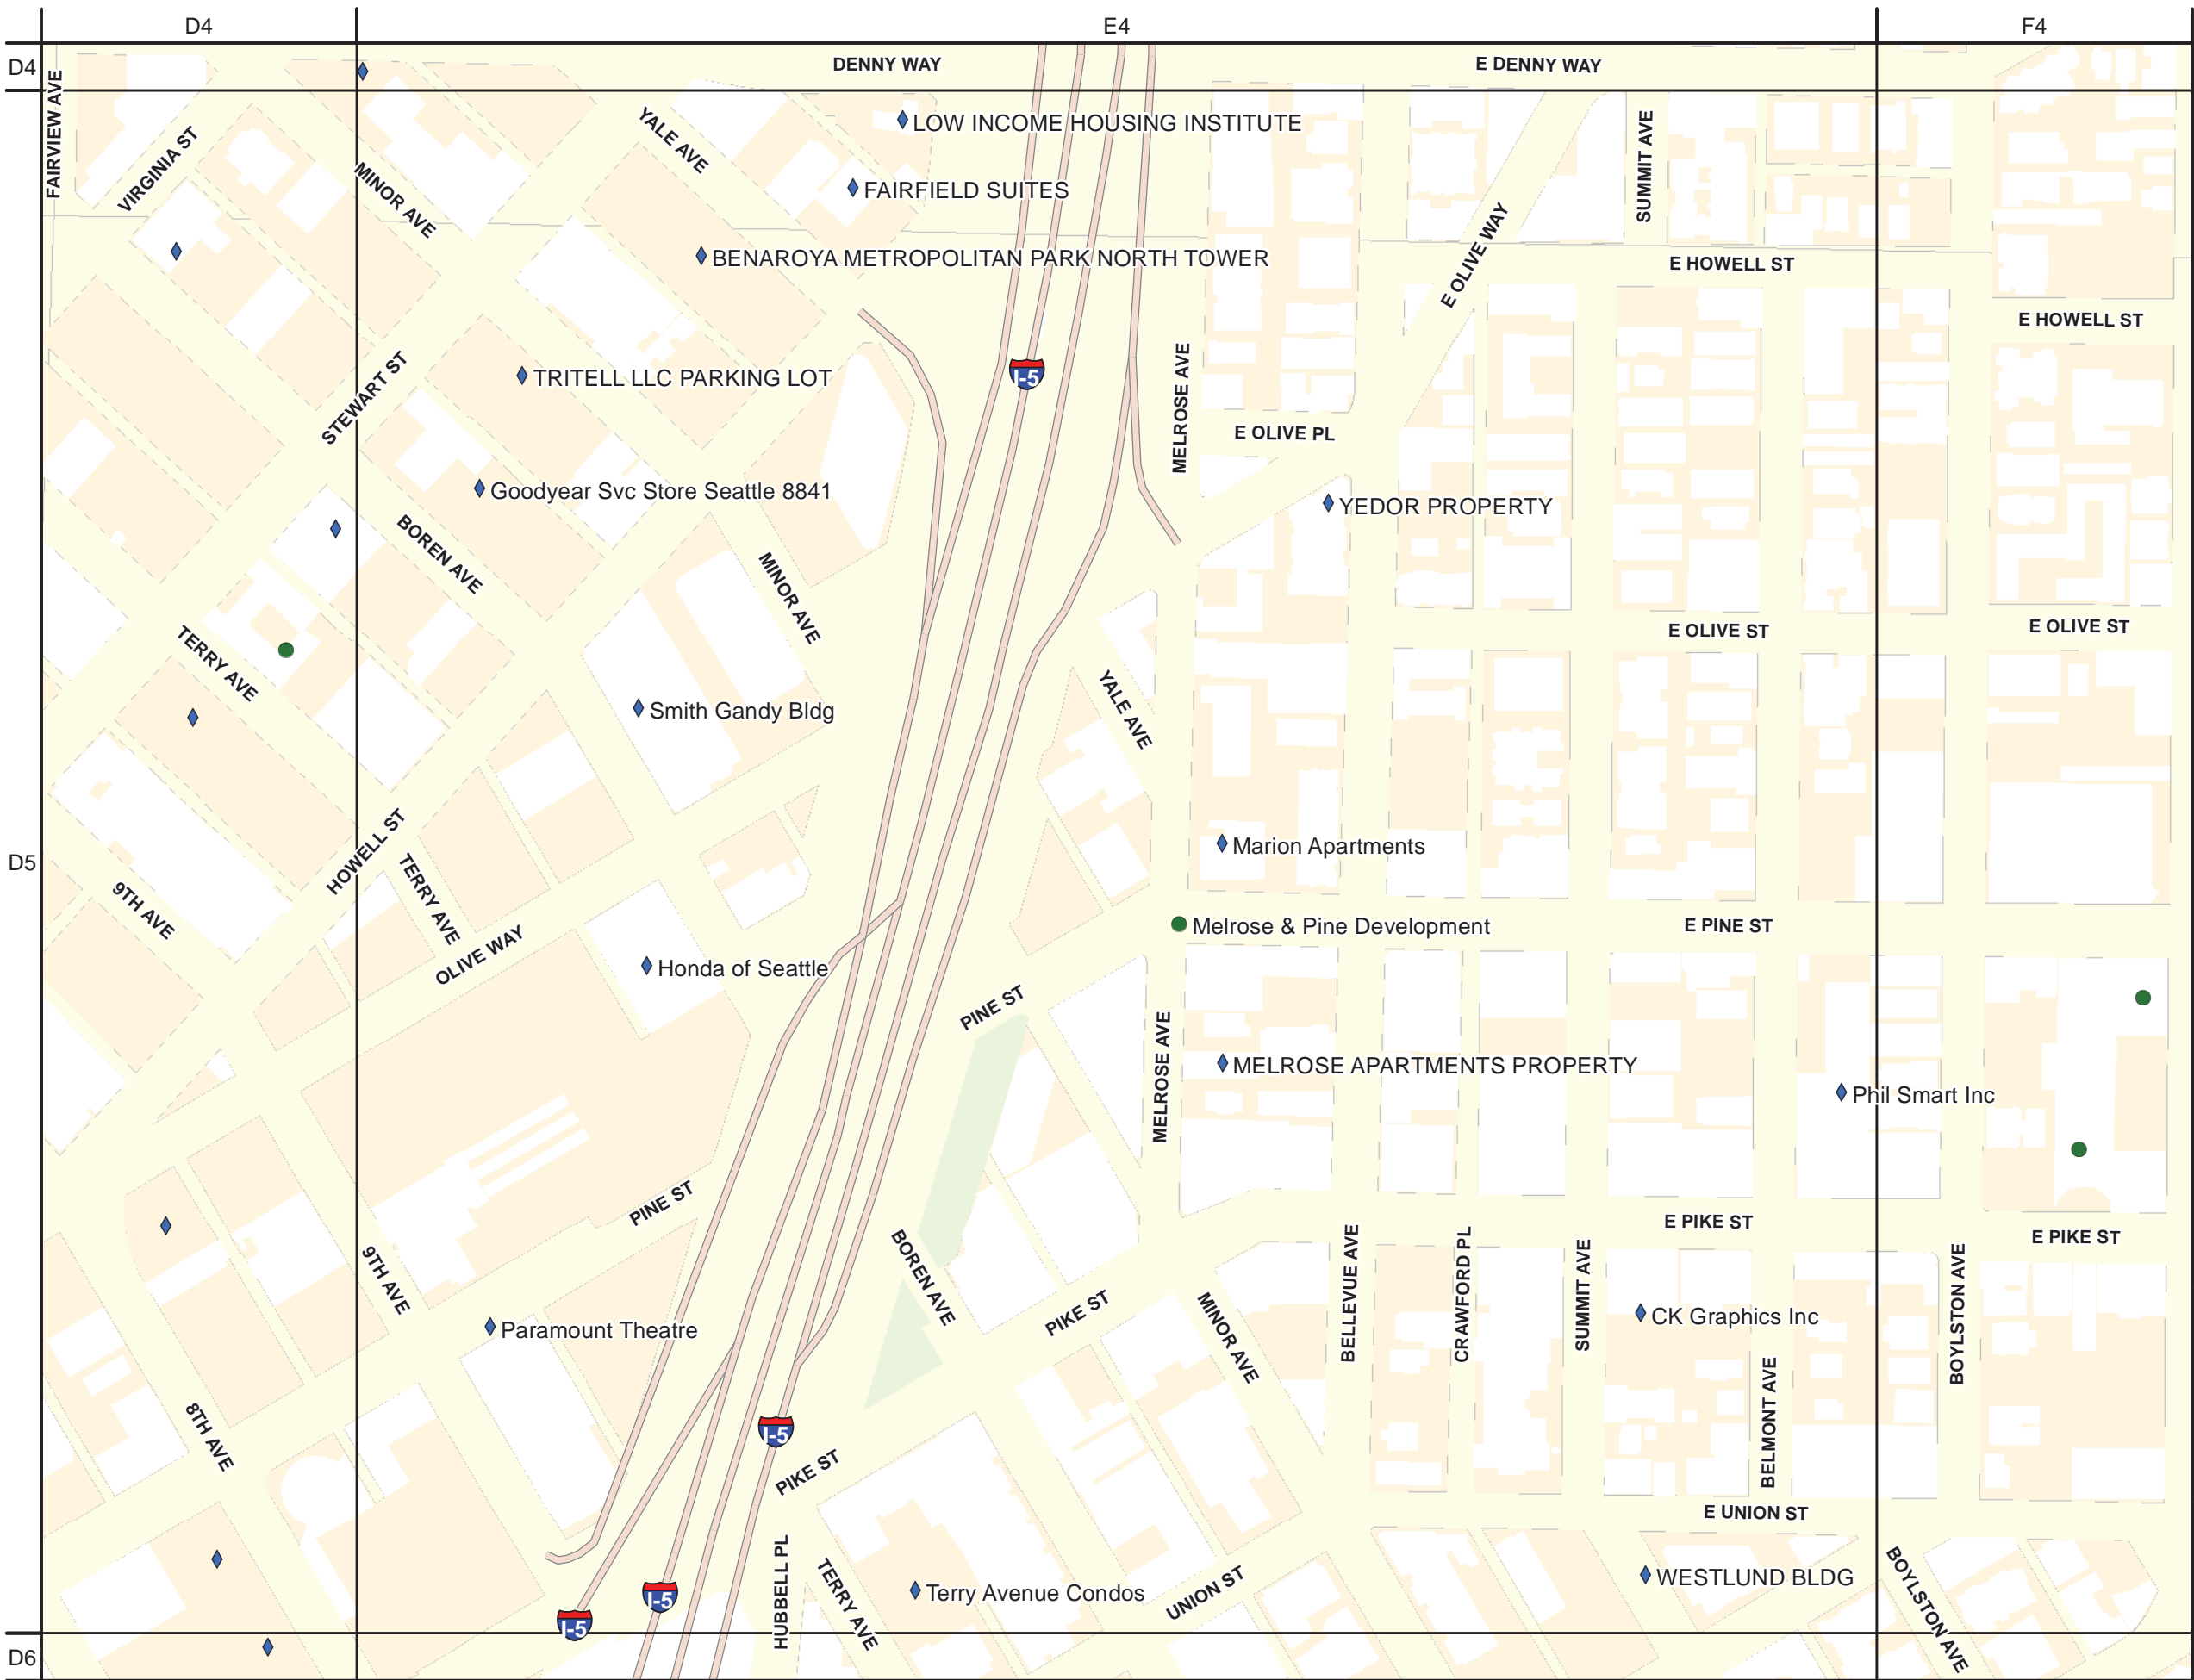 D4
E4
F4
D4
DENNY WAY
E DENNY WAY
FAIRVIEW AVE
VIRGINIA ST
YALE AVE
LOW INCOME HOUSING INSTITUTE
SUMMIT AVE
MINOR AVE
FAIRFIELD SUITES
E OLIVE WAY
BENAROYA METROPOLITAN PARK NORTH TOWER
E HOWELL ST
E HOWELL ST
STEWART ST
TRITELL LLC PARKING LOT
I-5
MELROSE AVE
E OLIVE PL
Goodyear Svc Store Seattle 8841
YEDOR PROPERTY
BOREN AVE
MINOR AVE
E OLIVE ST
E OLIVE ST
TERRY AVE
YALE AVE
Smith Gandy Bldg
D5
HOWELL ST
Marion Apartments
TERRY AVE
9TH AVE
OLIVE WAY
Melrose & Pine Development
E PINE ST
Honda of Seattle
PINE ST
MELROSE AVE
MELROSE APARTMENTS PROPERTY
Phil Smart Inc
PINE ST
E PIKE ST
E PIKE ST
9TH AVE
BOREN AVE
BELLEVUE AVE
CRAWFORD PL
SUMMIT AVE
BOYLSTON AVE
PIKE ST
MINOR AVE
CK Graphics Inc
Paramount Theatre
BELMONT AVE
8TH AVE
I-5
PIKE ST
E UNION ST
HUBBELL PL
TERRY AVE
Terry Avenue Condos
UNION ST
WESTLUND BLDG
BOYLSTON AVE
I-5
I-5
D6